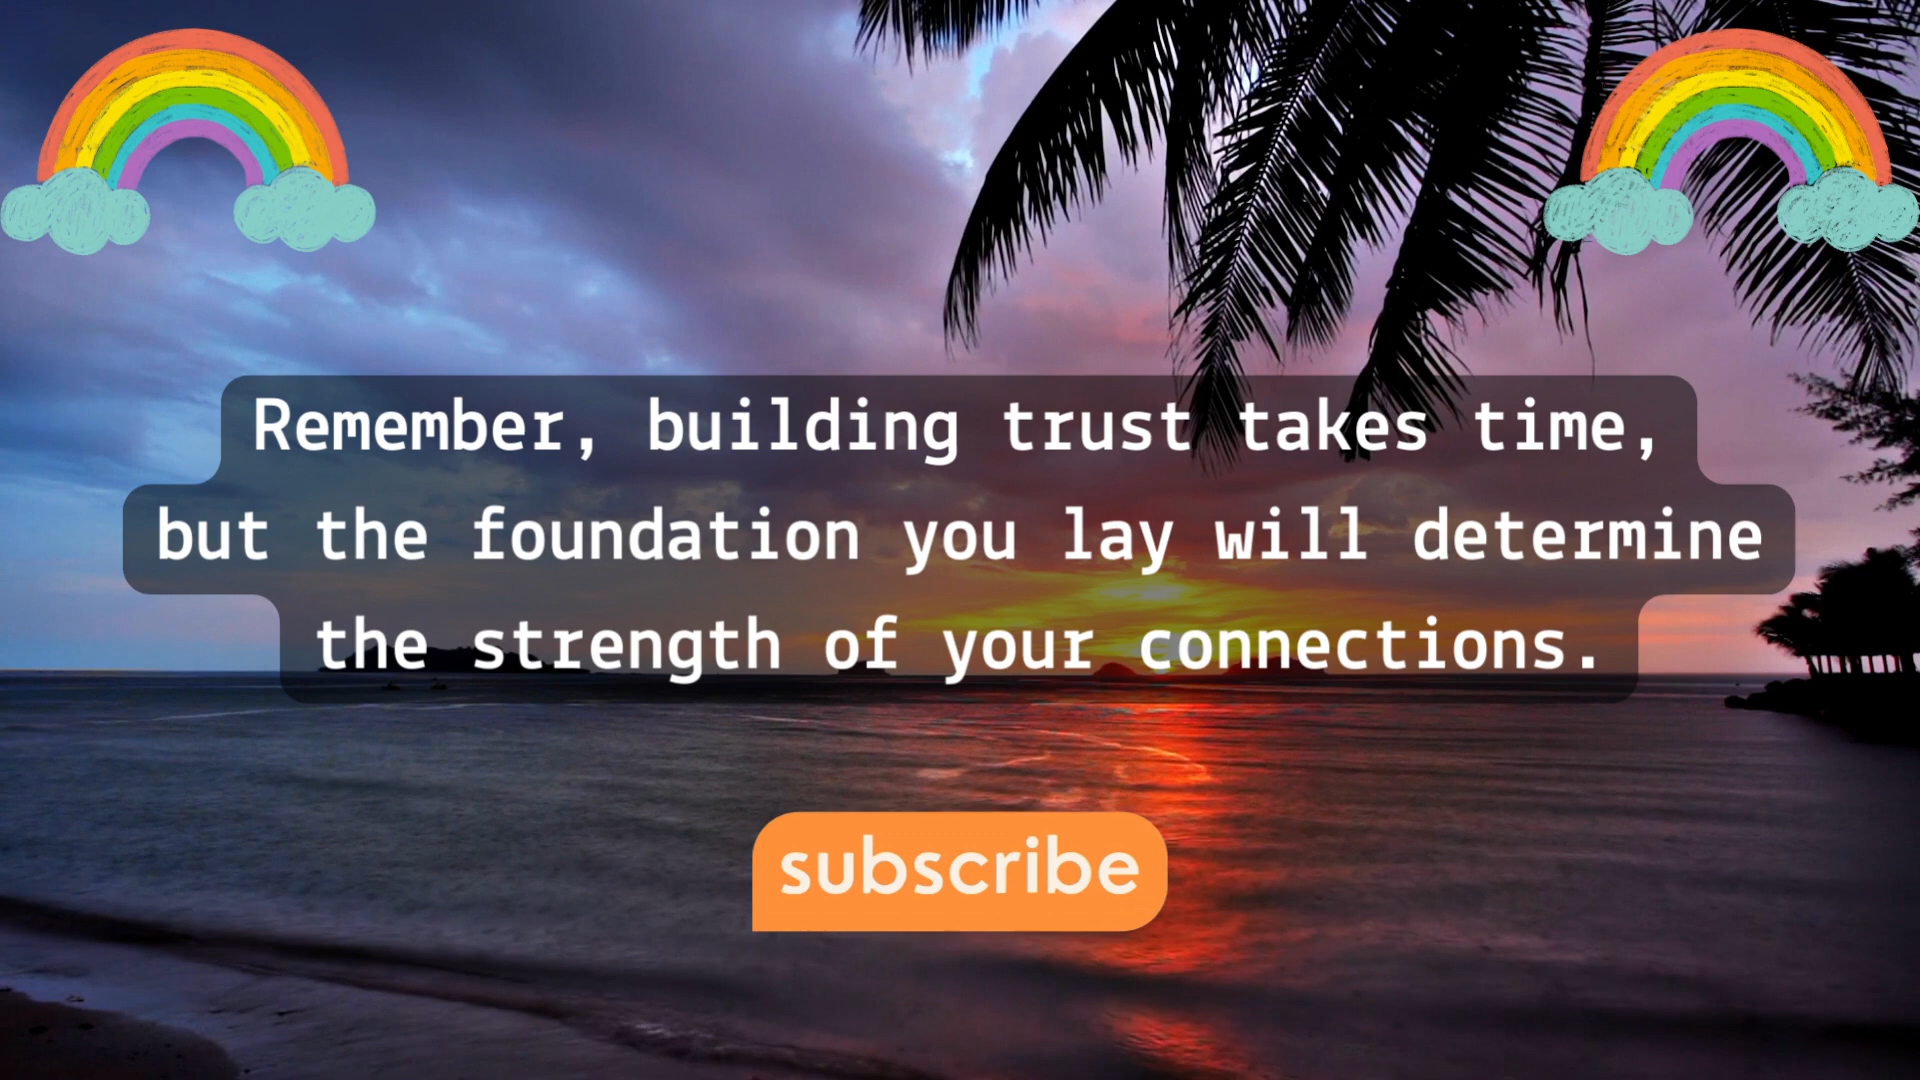 Remember, building trust takes time,
but the foundation you lay will determine
the strength of your connections.
subscribe